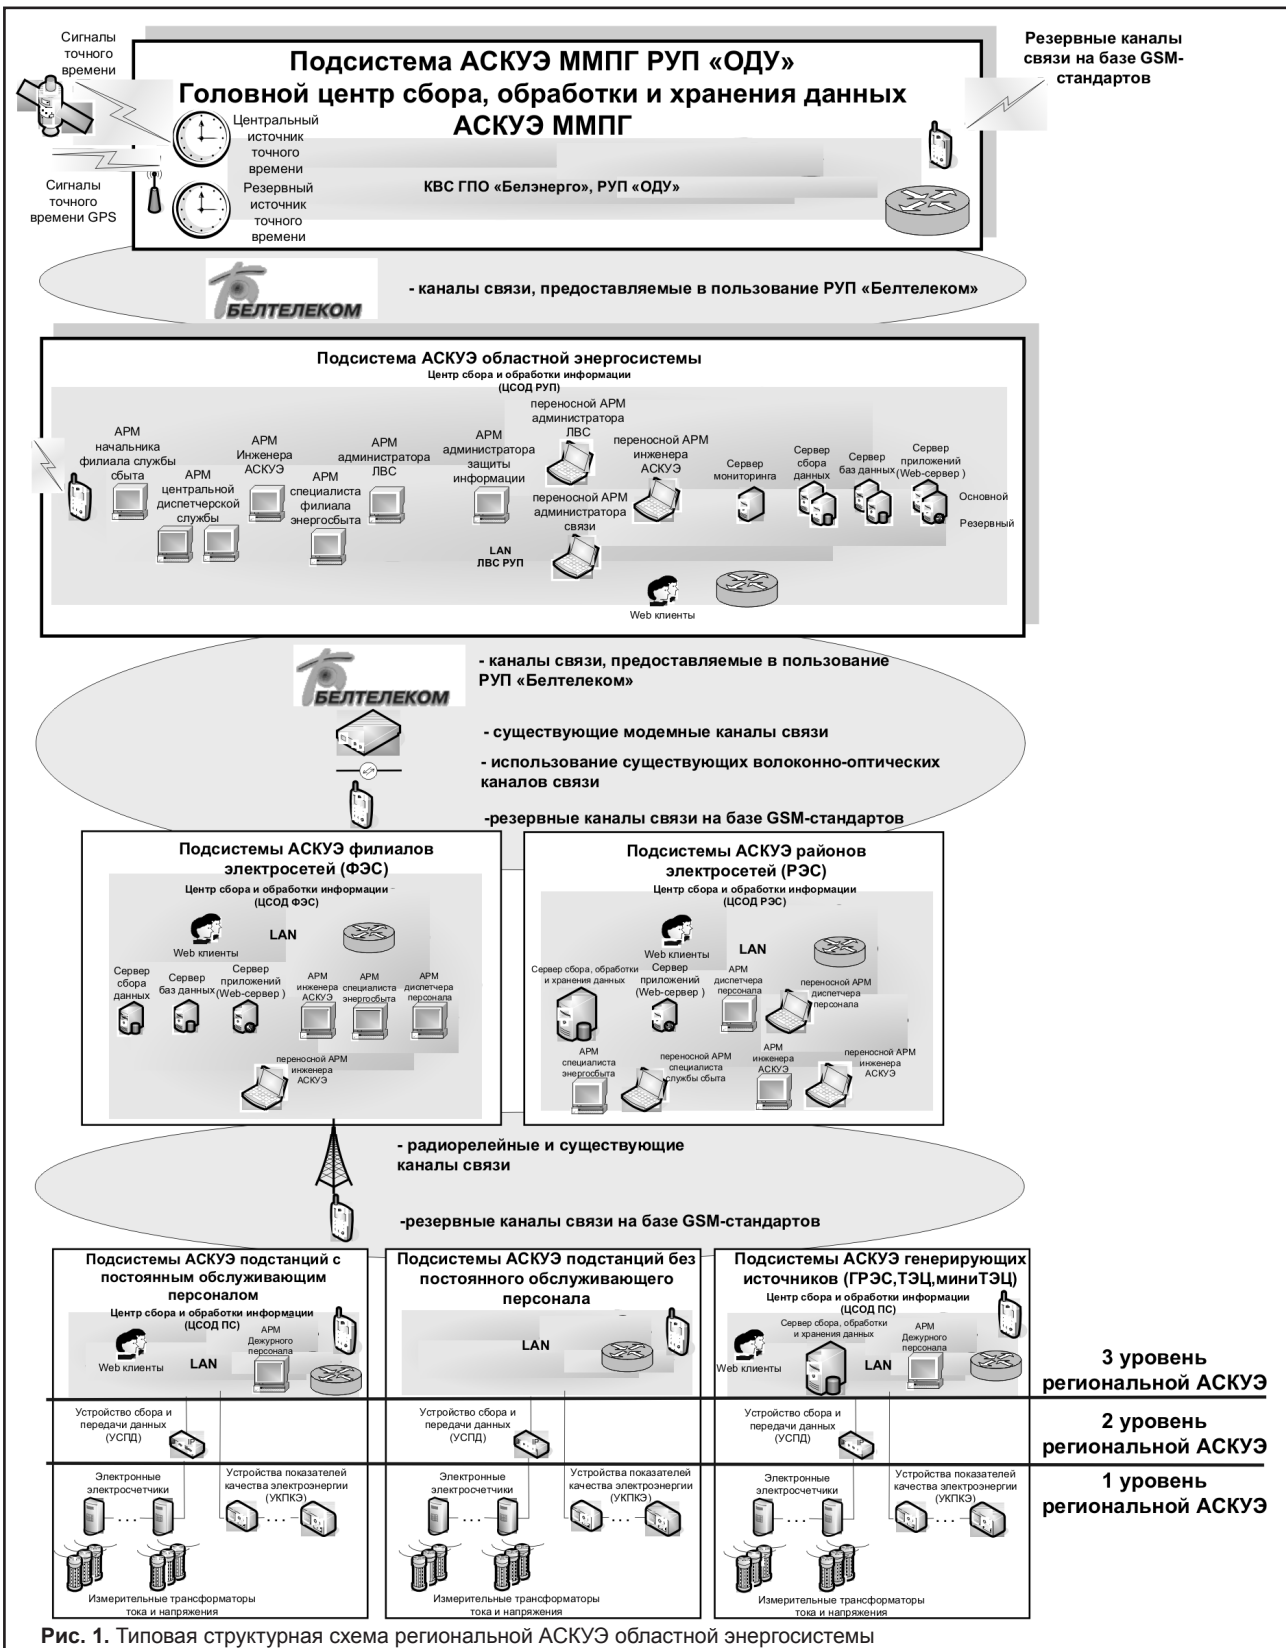 Сигналы
точного
времени
Подсистема АСКУЭ ММПГ РУП «ОДУ»
Головной центр сбора, обработки и хранения данных
АСКУЭ ММПГ
Резервные каналы
связи на базе GSM-
стандартов
Центральный
источник
точного
времени
Сигналы
точного
времени GPS
Резервный
источник
точного
времени
КВС ГПО «Белэнерго», РУП «ОДУ»
БЕЛТЕЛЕКОМ
- каналы связи, предоставляемые в пользование РУП «Белтелеком»
Подсистема АСКУЭ областной энергосистемы
Центр сбора и обработки информации
(ЦСОД РУП)
АРМ
начальника
филиала службы
сбыта
АРМ
центральной
диспетчерской
службы
АРМ
Инженера
АСКУЭ
АРМ
специалиста
филиала
энергосбыта
АРМ
администратора
ЛВС
АРМ
администратора
защиты
информации
переносной АРМ
администратора
ЛВС
переносной АРМ
администратора
связи
переносной АРМ
инженера
АСКУЭ
Сервер
мониторинга
Сервер
сбора
данных
Сервер
баз данных
Сервер
приложений
(Web-сервер )
Основной
Резервный
LAN
ЛВС РУП
Web клиенты
БЕЛТЕЛЕКОМ
- каналы связи, предоставляемые в пользование
РУП «Белтелеком»
- существующие модемные каналы связи
- использование существующих волоконно-оптических
каналов связи
-резервные каналы связи на базе GSM-стандартов
Подсистемы АСКУЭ филиалов
электросетей (ФЭС)
Центр сбора и обработки информации
(ЦСОД ФЭС)
Web клиенты
LAN
Сервер
сбора
данных
Сервер
баз данных
Сервер
приложений
(Web-сервер )
АРМ
инженера
АСКУЭ
АРМ
специалиста
энергосбыта
АРМ
диспетчера
персонала
переносной АРМ
инженера
АСКУЭ
Подсистемы АСКУЭ районов
электросетей (РЭС)
Центр сбора и обработки информации
(ЦСОД РЭС)
Web клиенты
LAN
Сервер сбора, обработки
и хранения данных
Сервер
приложений
(Web-сервер )
АРМ
диспетчера
персонала
переносной АРМ
диспетчера
персонала
АРМ
специалиста
энергосбыта
переносной АРМ
специалиста
службы сбыта
АРМ
инженера
АСКУЭ
переносной АРМ
инженера
АСКУЭ
- радиорелейные и существующие
каналы связи
-резервные каналы связи на базе GSM-стандартов
Подсистемы АСКУЭ подстанций с
постоянным обслуживающим
персоналом
Центр сбора и обработки информации
(ЦСОД ПС)
Web клиенты
LAN
АРМ
Дежурного
персонала
Подсистемы АСКУЭ подстанций без
постоянного обслуживающего
персонала
LAN
Подсистемы АСКУЭ генерирующих
источников (ГРЭС,ТЭЦ,миниТЭЦ)
Центр сбора и обработки информации
(ЦСОД ПС)
Сервер сбора, обработки
и хранения данных
Web клиенты
LAN
АРМ
Дежурного
персонала
3 уровень
региональной АСКУЭ
Устройство сбора и
передачи данных
(УСПД)
IP
Устройство сбора и
передачи данных
(УСПД)
IP
Устройство сбора и
передачи данных
(УСПД)
IP
2 уровень
региональной АСКУЭ
Электронные
электросчетчики
Устройства показателей
качества электроэнергии
(УКПКЭ)
Электронные
электросчетчики
Устройства показателей
качества электроэнергии
(УКПКЭ)
Электронные
электросчетчики
Устройства показателей
качества электроэнергии
(УКПКЭ)
1 уровень
региональной АСКУЭ
Измерительные трансформаторы
тока и напряжения
Измерительные трансформаторы
тока и напряжения
Измерительные трансформаторы
тока и напряжения
Рис. 1. Типовая структурная схема региональной АСКУЭ областной энергосистемы